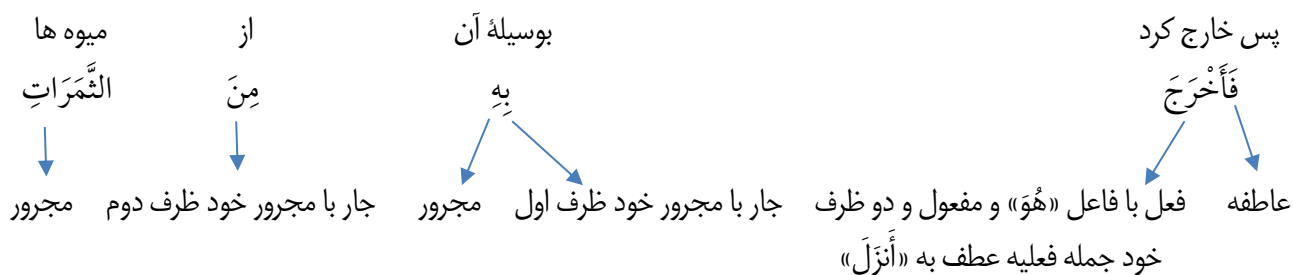 پس خارج کرد بوسیلهٔ آن از میوه ها
فَأَخْرَجَ بِهِ مِنَ الثَّمَرَاتِ
عاطفه فعل با فاعل «هُوَ» و مفعول و دو ظرف جار با مجرور خود ظرف اول مجرور جار با مجرور خود ظرف دوم مجرور
خود جمله فعلیه عطف به «أَنزَلَ»